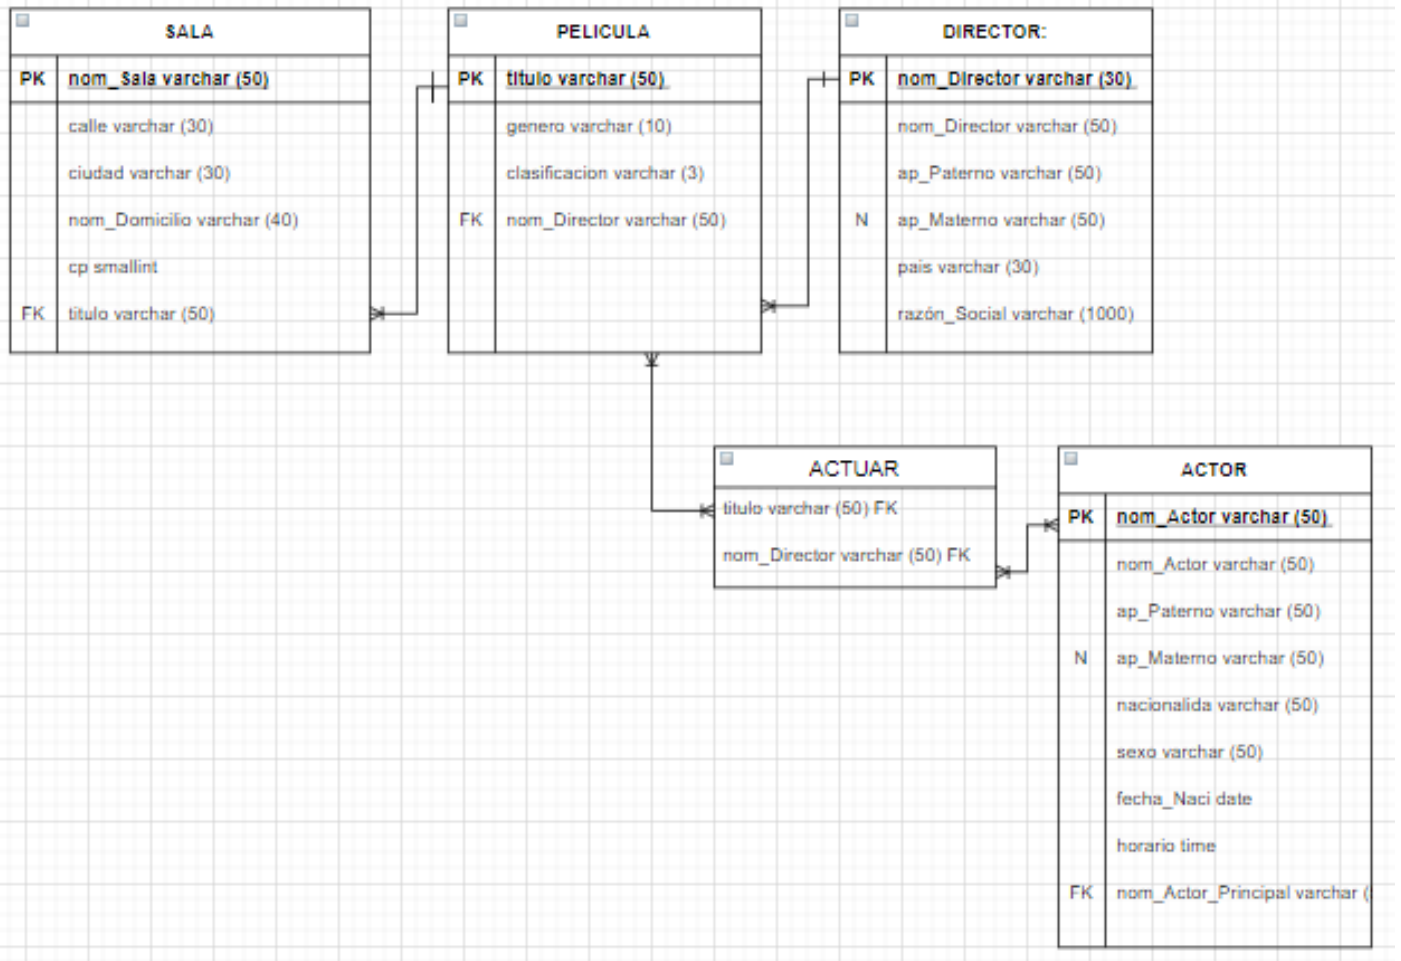 SALA
PK nom_Sala varchar (50)
calle varchar (30)
ciudad varchar (30)
nom_Domicilio varchar (40)
cp smallint
FK titulo varchar (50)
PELICULA
PK titulo varchar (50)
genero varchar (10)
clasificacion varchar (3)
FK nom_Director varchar (50)
DIRECTOR:
PK nom_Director varchar (30)
nom_Director varchar (50)
ap_Paterno varchar (50)
N ap_Materno varchar (50)
pais varchar (30)
razón_Social varchar (1000)
ACTUAR
titulo varchar (50) FK
nom_Director varchar (50) FK
ACTOR
PK nom_Actor varchar (50)
nom_Actor varchar (50)
ap_Paterno varchar (50)
N ap_Materno varchar (50)
nacionalida varchar (50)
sexo varchar (50)
fecha_Naci date
horario time
FK nom_Actor_Principal varchar (